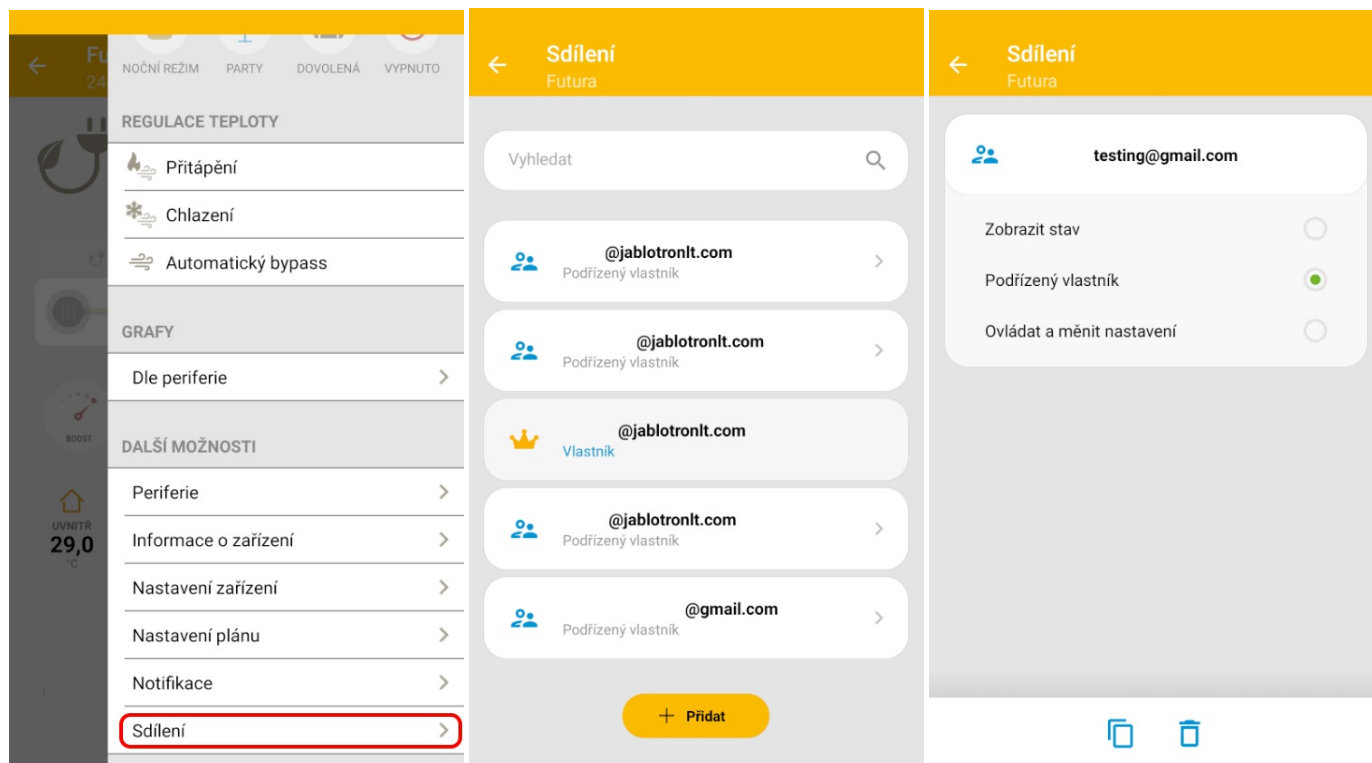 Fu
24
NOČNÍ REŽIM PARTY DOVOLENÁ VYPNUTO
REGULACE TEPLOTY
Přitápění
Chlazení
Automatický bypass
GRAFY
Dle periferie
BOOST
DALŠÍ MOŽNOSTI
Periferie
UVNITŘ
29,0
°C
Informace o zařízení
Nastavení zařízení
Nastavení plánu
Notifikace
Sdílení
Sdílení
Futura
Vyhledat
@jablotronlt.com
Podřízený vlastník
@jablotronlt.com
Podřízený vlastník
@jablotronlt.com
Vlastník
@jablotronlt.com
Podřízený vlastník
@gmail.com
Podřízený vlastník
+ Přidat
Sdílení
Futura
testing@gmail.com
Zobrazit stav
Podřízený vlastník
Ovládat a měnit nastavení